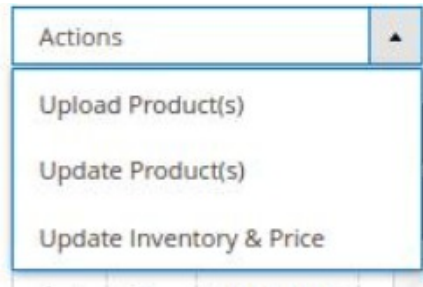 Actions
Upload Product(s)
Update Product(s)
Update Inventory & Price